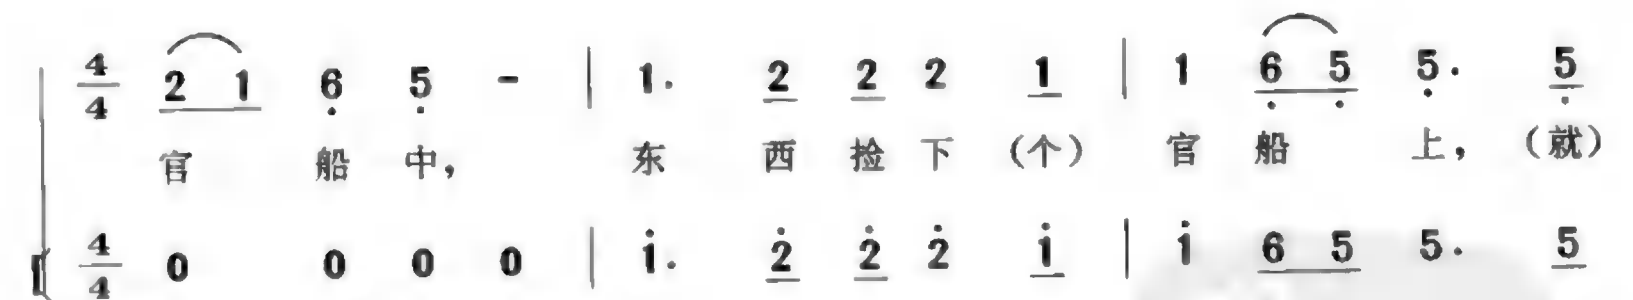 4/4 2 1 6 5 - | 1. 2 2 2 1 | 1 6 5 5. 5
官 船 中， 东 西 捡 下 （个） 官 船 上， （就）
4/4 0 0 0 0 | 1. 2 2 2 1 | 1 6 5 5. 5